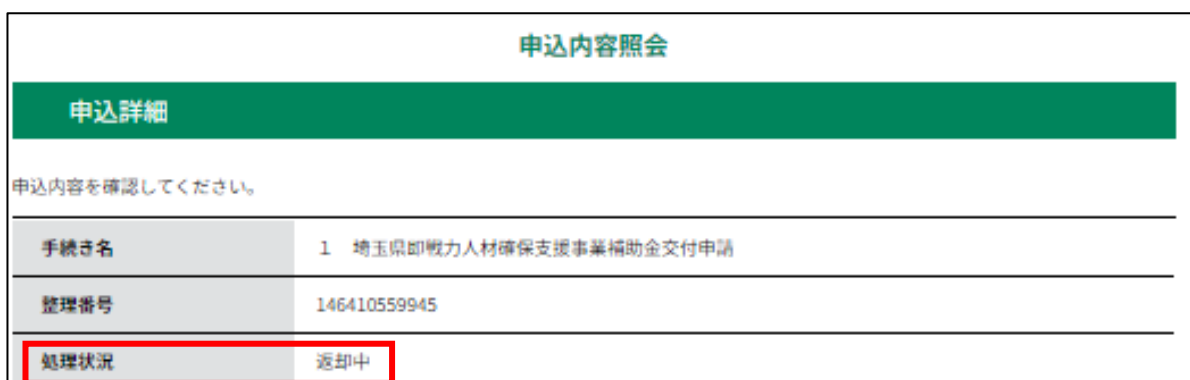 申込内容照会
申込詳細
申込内容を確認してください。
手続き名 1 埼玉県即戦力人材確保支援事業補助金交付申請
整理番号 146410559945
処理状況 返却中